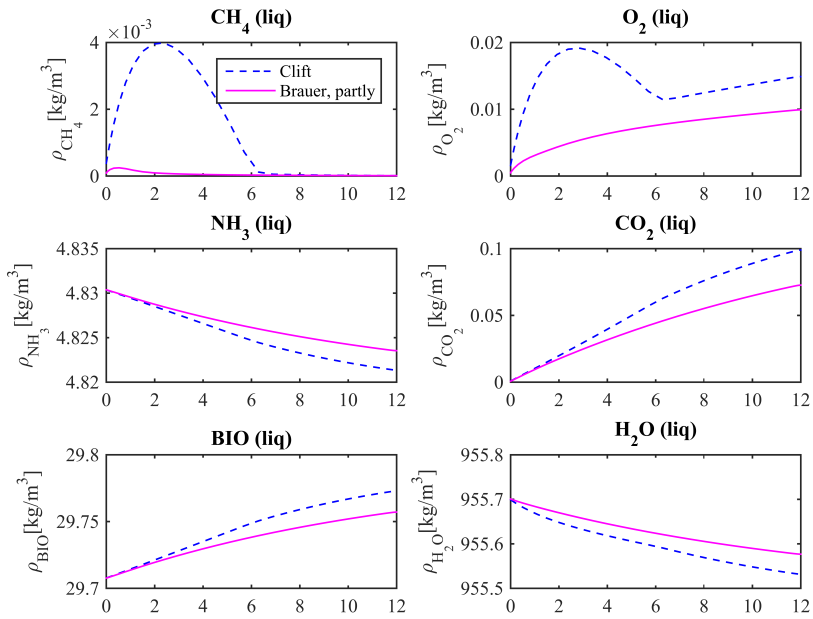 CH₄ (liq)
×10⁻³
4
2
0
ρCH₄ [kg/m³]
0 2 4 6 8 10 12
Clift
Brauer, partly
O₂ (liq)
0.02
0.01
0
ρO₂ [kg/m³]
0 2 4 6 8 10 12
NH₃ (liq)
4.835
4.83
4.825
4.82
ρNH₃ [kg/m³]
0 2 4 6 8 10 12
CO₂ (liq)
0.1
0.05
0
ρCO₂ [kg/m³]
0 2 4 6 8 10 12
BIO (liq)
29.8
29.75
29.7
ρBIO[kg/m³]
0 2 4 6 8 10 12
H₂O (liq)
955.8
955.7
955.6
955.5
ρH₂O[kg/m³]
0 2 4 6 8 10 12